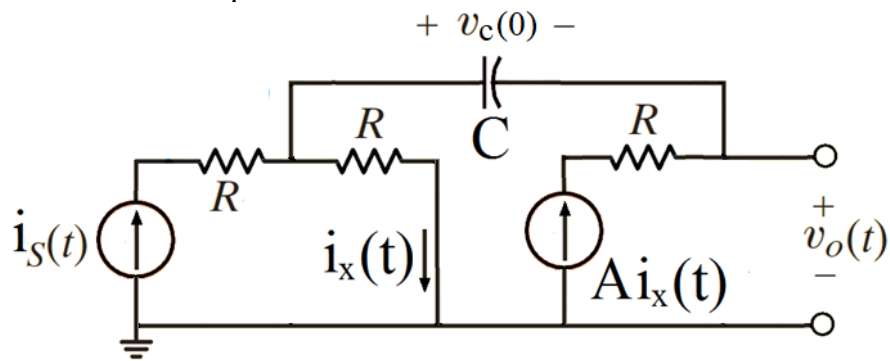 + v_c(0) −
R
R
C
R
i_S(t)
i_x(t)
Ai_x(t)
+
v_o(t)
−